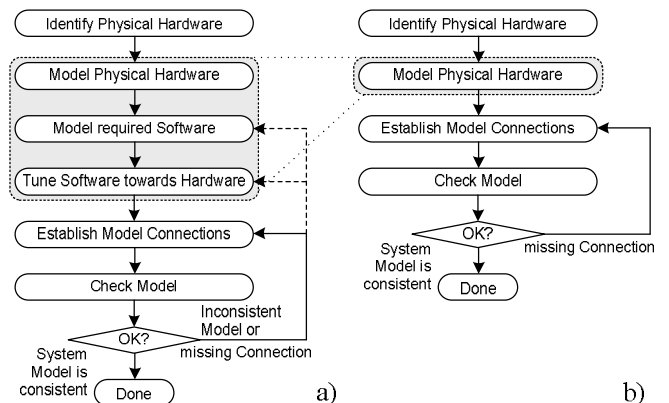 Identify Physical Hardware
Model Physical Hardware
Model required Software
Tune Software towards Hardware
Establish Model Connections
Check Model
OK?
Inconsistent
Model or
missing Connection
System
Model is
consistent
Done
a)
Identify Physical Hardware
Model Physical Hardware
Establish Model Connections
Check Model
OK?
missing Connection
System
Model is
consistent
Done
b)